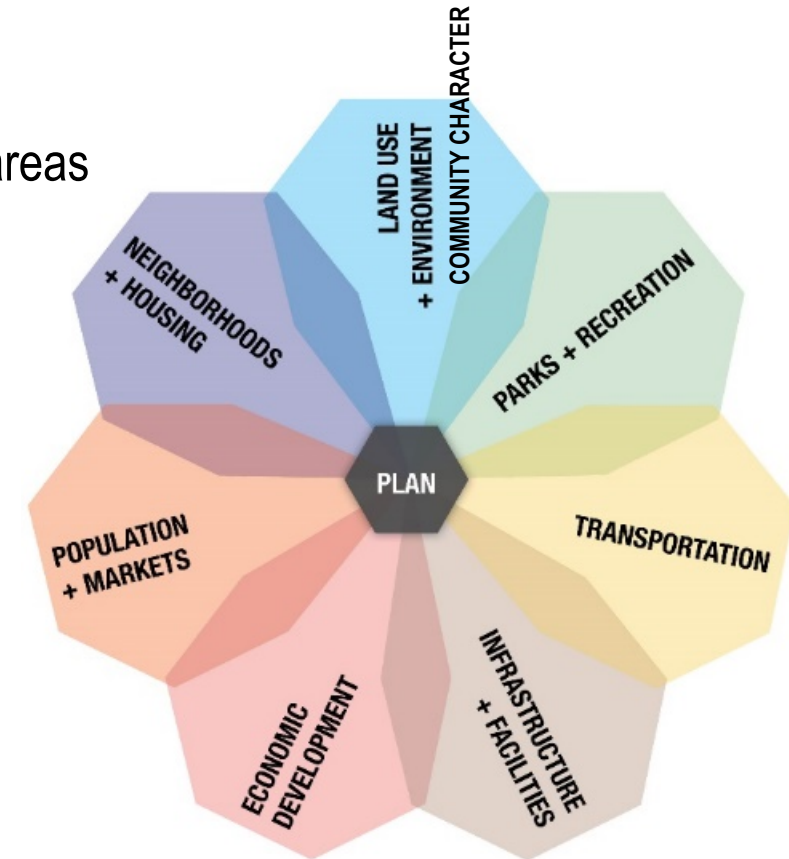 areas
LAND USE
+ ENVIRONMENT
COMMUNITY CHARACTER
PARKS + RECREATION
TRANSPORTATION
INFRASTRUCTURE
+ FACILITIES
ECONOMIC
DEVELOPMENT
POPULATION
+ MARKETS
NEIGHBORHOODS
+ HOUSING
PLAN